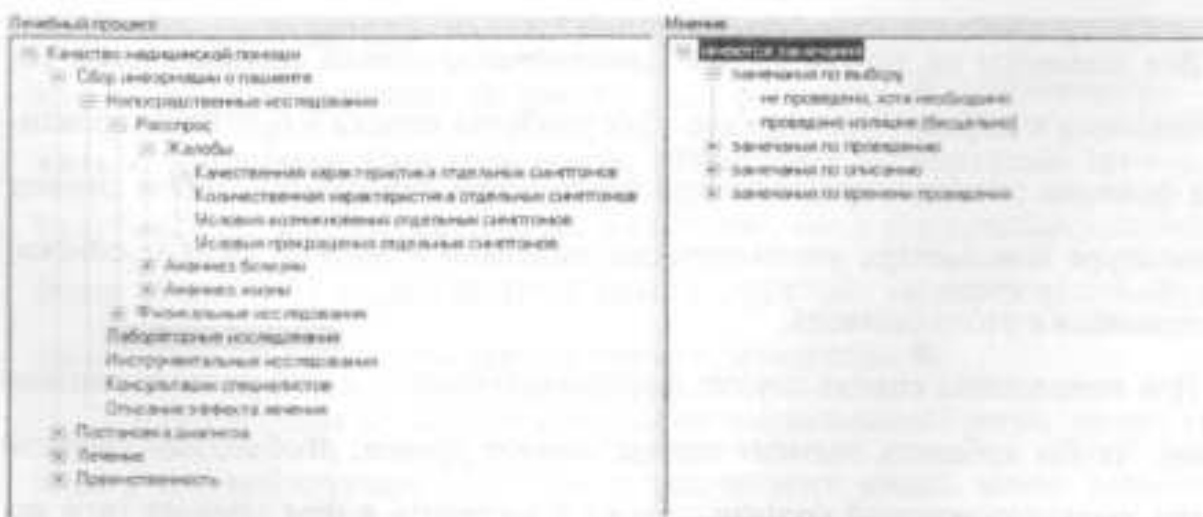 Лечебный процесс
Качество медицинской помощи
Сбор информации о пациенте
Непосредственные исследования
Расспрос
Жалобы
Качественная характеристика отдельных симптомов
Количественная характеристика отдельных симптомов
Условия возникновения отдельных симптомов
Условия прекращения отдельных симптомов
Анамнез болезни
Анамнез жизни
Физикальные исследования
Лабораторные исследования
Инструментальные исследования
Консультации специалистов
Описание эффекта лечения
Постановка диагноза
Лечение
Преемственность
Мнение
замечания по выбору
не проведено, хотя необходимо
проведено излишне (бесцельно)
замечания по проведению
замечания по описанию
замечания по времени проведения